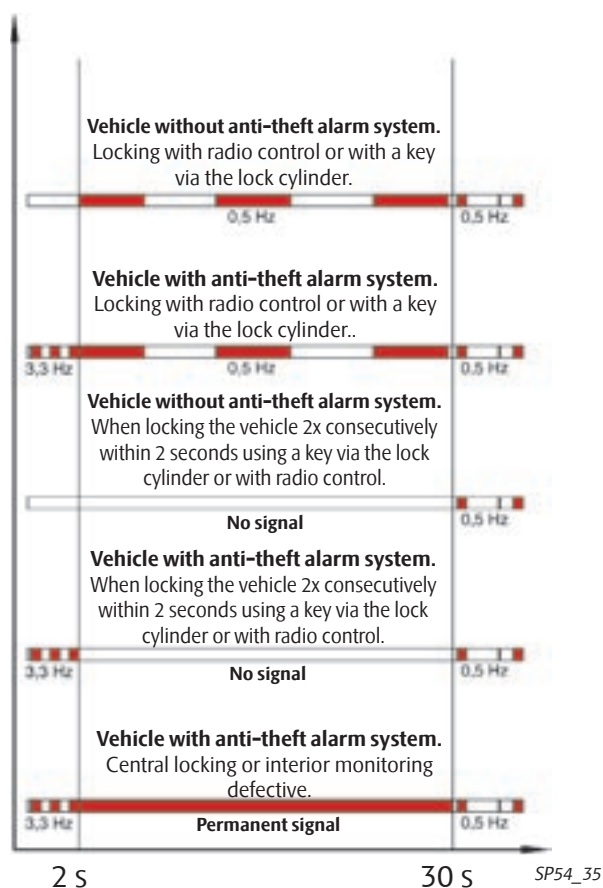 Vehicle without anti-theft alarm system.
Locking with radio control or with a key
via the lock cylinder.
0,5 Hz
0,5 Hz
Vehicle with anti-theft alarm system.
Locking with radio control or with a key
via the lock cylinder..
3,3 Hz
0,5 Hz
0,5 Hz
Vehicle without anti-theft alarm system.
When locking the vehicle 2x consecutively
within 2 seconds using a key via the lock
cylinder or with radio control.
No signal
0,5 Hz
Vehicle with anti-theft alarm system.
When locking the vehicle 2x consecutively
within 2 seconds using a key via the lock
cylinder or with radio control.
3,3 Hz
No signal
0,5 Hz
Vehicle with anti-theft alarm system.
Central locking or interior monitoring
defective.
3,3 Hz
Permanent signal
0,5 Hz
2 s
30 s
SP54_35